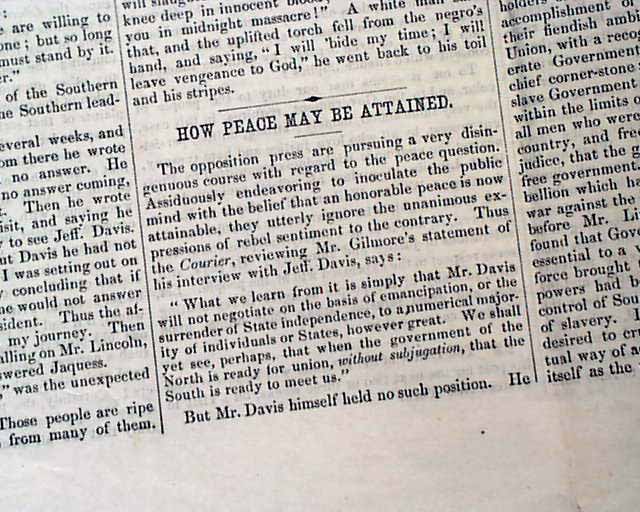 e are willing to
one; but so long
must stand by it.
er."
of the Southern
he Southern lead-
everal weeks, and
om there he wrote
no answer. He
no answer coming,
Then he wrote
isit, and saying he
to see Jeff. Davis.
ut Davis he had not
I was setting out on
concluding that if
he would not answer
sident. Thus the af-
my journey. Then
alling on Mr. Lincoln,
swered Jaquess.
" was the unexpected
Those people are ripe
from many of them.
knee deep in innocent
you in midnight massacre!" A white man
that, and the uplifted torch fell from the negro's
hand, and saying, "I will 'bide my time; I will
leave vengeance to God," he went back to his toil
and his stripes.
HOW PEACE MAY BE ATTAINED.
The opposition press are pursuing a very disin-
genuous course with regard to the peace question.
Assiduously endeavoring to inoculate the public
mind with the belief that an honorable peace is now
attainable, they utterly ignore the unanimous ex-
pressions of rebel sentiment to the contrary. Thus
the Courier, reviewing Mr. Gilmore's statement of
his interview with Jeff. Davis, says:
"What we learn from it is simply that Mr. Davis
will not negotiate on the basis of emancipation, or the
surrender of State independence, to a numerical major-
ity of individuals or States, however great. We shall
yet see, perhaps, that when the government of the
North is ready for union, without subjugation, that the
South is ready to meet us."
But Mr. Davis himself held no such position. He
accomplishment of
their fiendish amb
Union, with a recog
erate Government
chief corner-stone
slave Government
within the limits o
all men who were
country, and fre
judice, that the g
free government
bellion which h
war against the
before Mr. Li
found that Gove
essential to a
force brought
powers had b
control of Sou
of slavery. I
desired to cr
tual way of a
itself as the